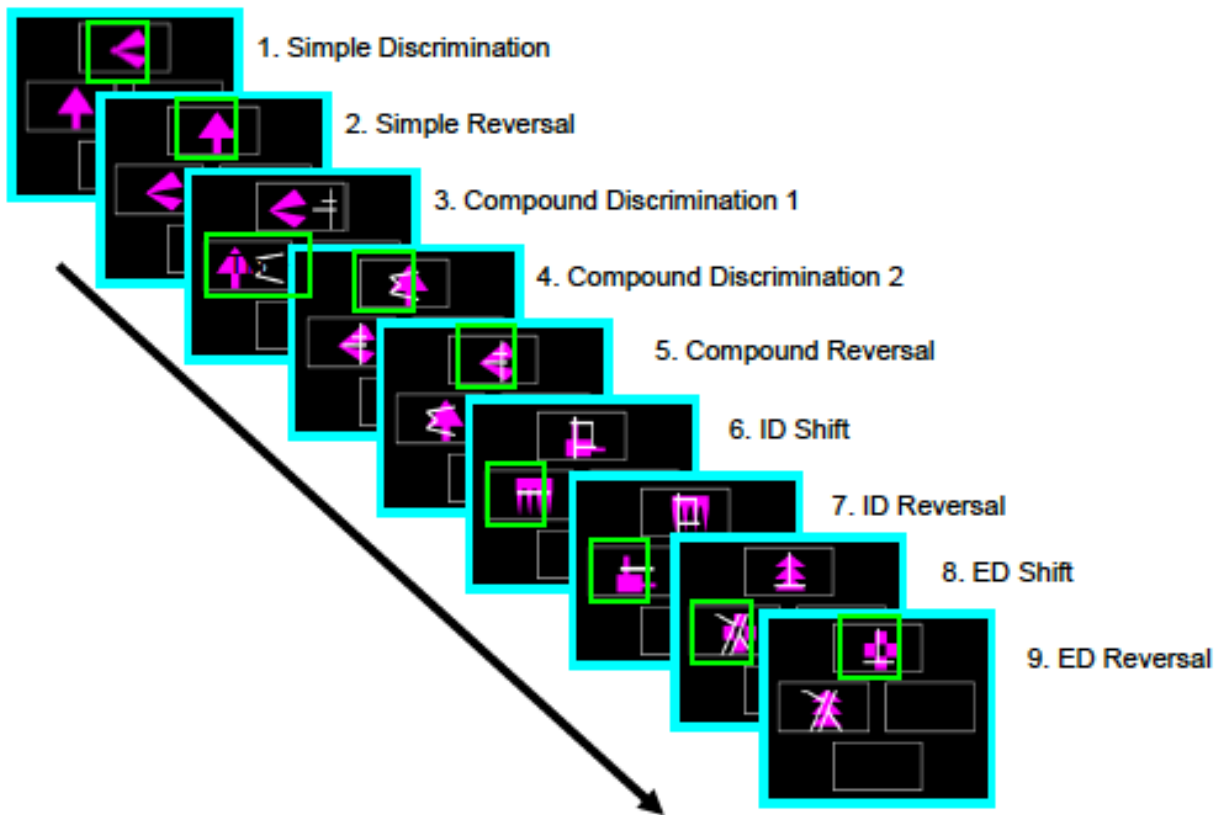 1. Simple Discrimination
2. Simple Reversal
3. Compound Discrimination 1
4. Compound Discrimination 2
5. Compound Reversal
6. ID Shift
7. ID Reversal
8. ED Shift
9. ED Reversal